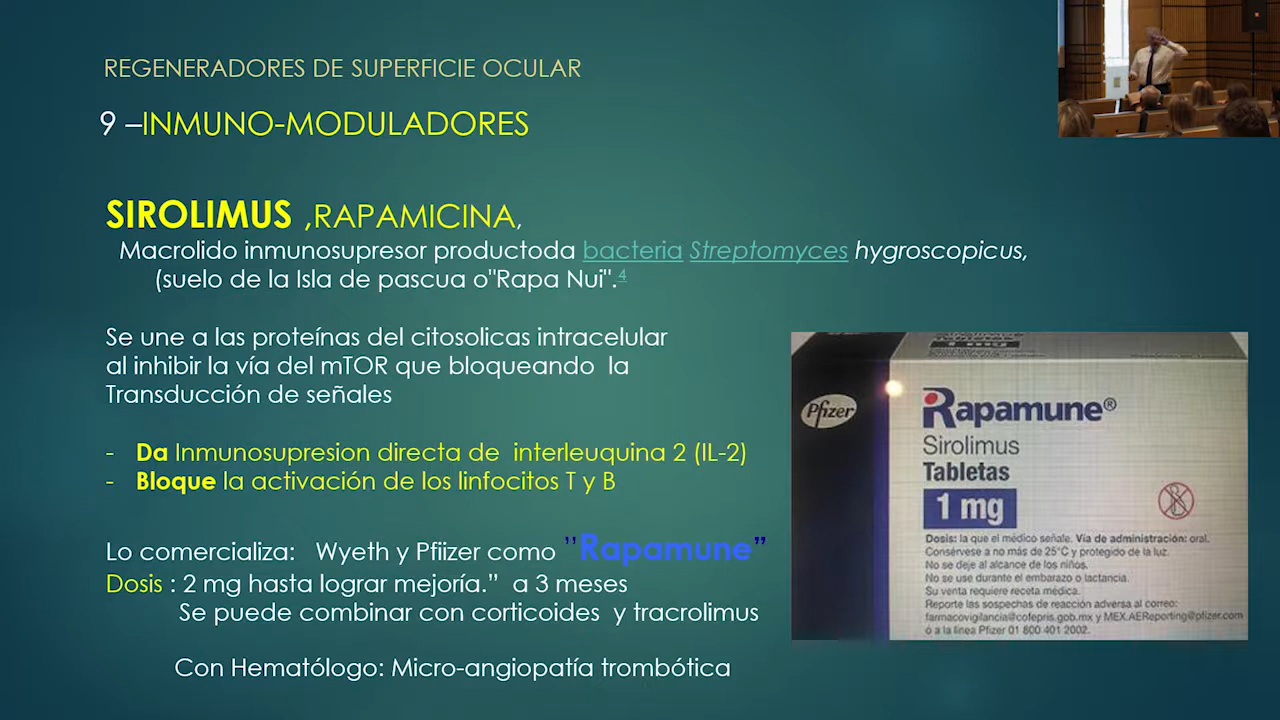 REGENERADORES DE SUPERFICIE OCULAR
9 –INMUNO-MODULADORES
SIROLIMUS ,RAPAMICINA,
Macrolido inmunosupresor productoda bacteria Streptomyces hygroscopicus,
(suelo de la Isla de pascua o"Rapa Nui".4
Se une a las proteínas del citosolicas intracelular
al inhibir la vía del mTOR que bloqueando la
Transducción de señales
- Da Inmunosupresion directa de interleuquina 2 (IL-2)
- Bloque la activación de los linfocitos T y B
Lo comercializa: Wyeth y Pfiizer como ''Rapamune”
Dosis : 2 mg hasta lograr mejoría.” a 3 meses
Se puede combinar con corticoides y tracrolimus
Con Hematólogo: Micro-angiopatía trombótica
1 mg
Pfizer
Rapamune®
Sirolimus
Tabletas
1 mg
Dosis: la que el médico señale. Vía de administración: oral.
Consérvese a no más de 25°C y protegido de la luz.
No se deje al alcance de los niños.
No se use durante el embarazo o lactancia.
Su venta requiere receta médica.
Reporte las sospechas de reacción adversa al correo:
farmacovigilancia@cofepris.gob.mx y MEX.AEReporting@pfizer.com
ó a la línea Pfizer 01 800 401 2002.